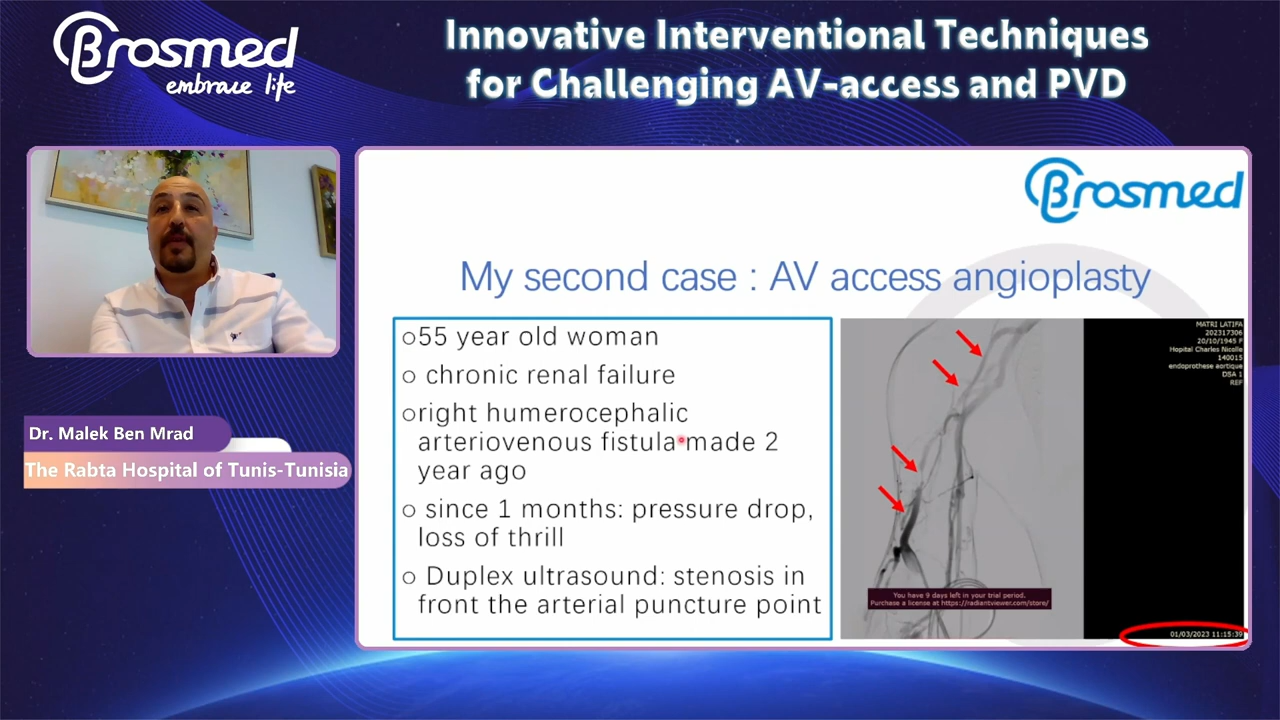 Brosmed
embrace life
Innovative Interventional Techniques
for Challenging AV-access and PVD
Dr. Malek Ben Mrad
The Rabta Hospital of Tunis-Tunisia
Brosmed
My second case : AV access angioplasty
○55 year old woman
○ chronic renal failure
○right humerocephalic
arteriovenous fistula made 2
year ago
○ since 1 months: pressure drop,
loss of thrill
○ Duplex ultrasound: stenosis in
front the arterial puncture point
MATRI LATIFA
202317306
20/10/1945 F
Hopital Charles Nicolle
140015
endoprothese aortique
DSA 1
REF
You have 9 days left in your trial period.
Purchase a license at https://radiantviewer.com/store/
01/03/2023 11:15:39